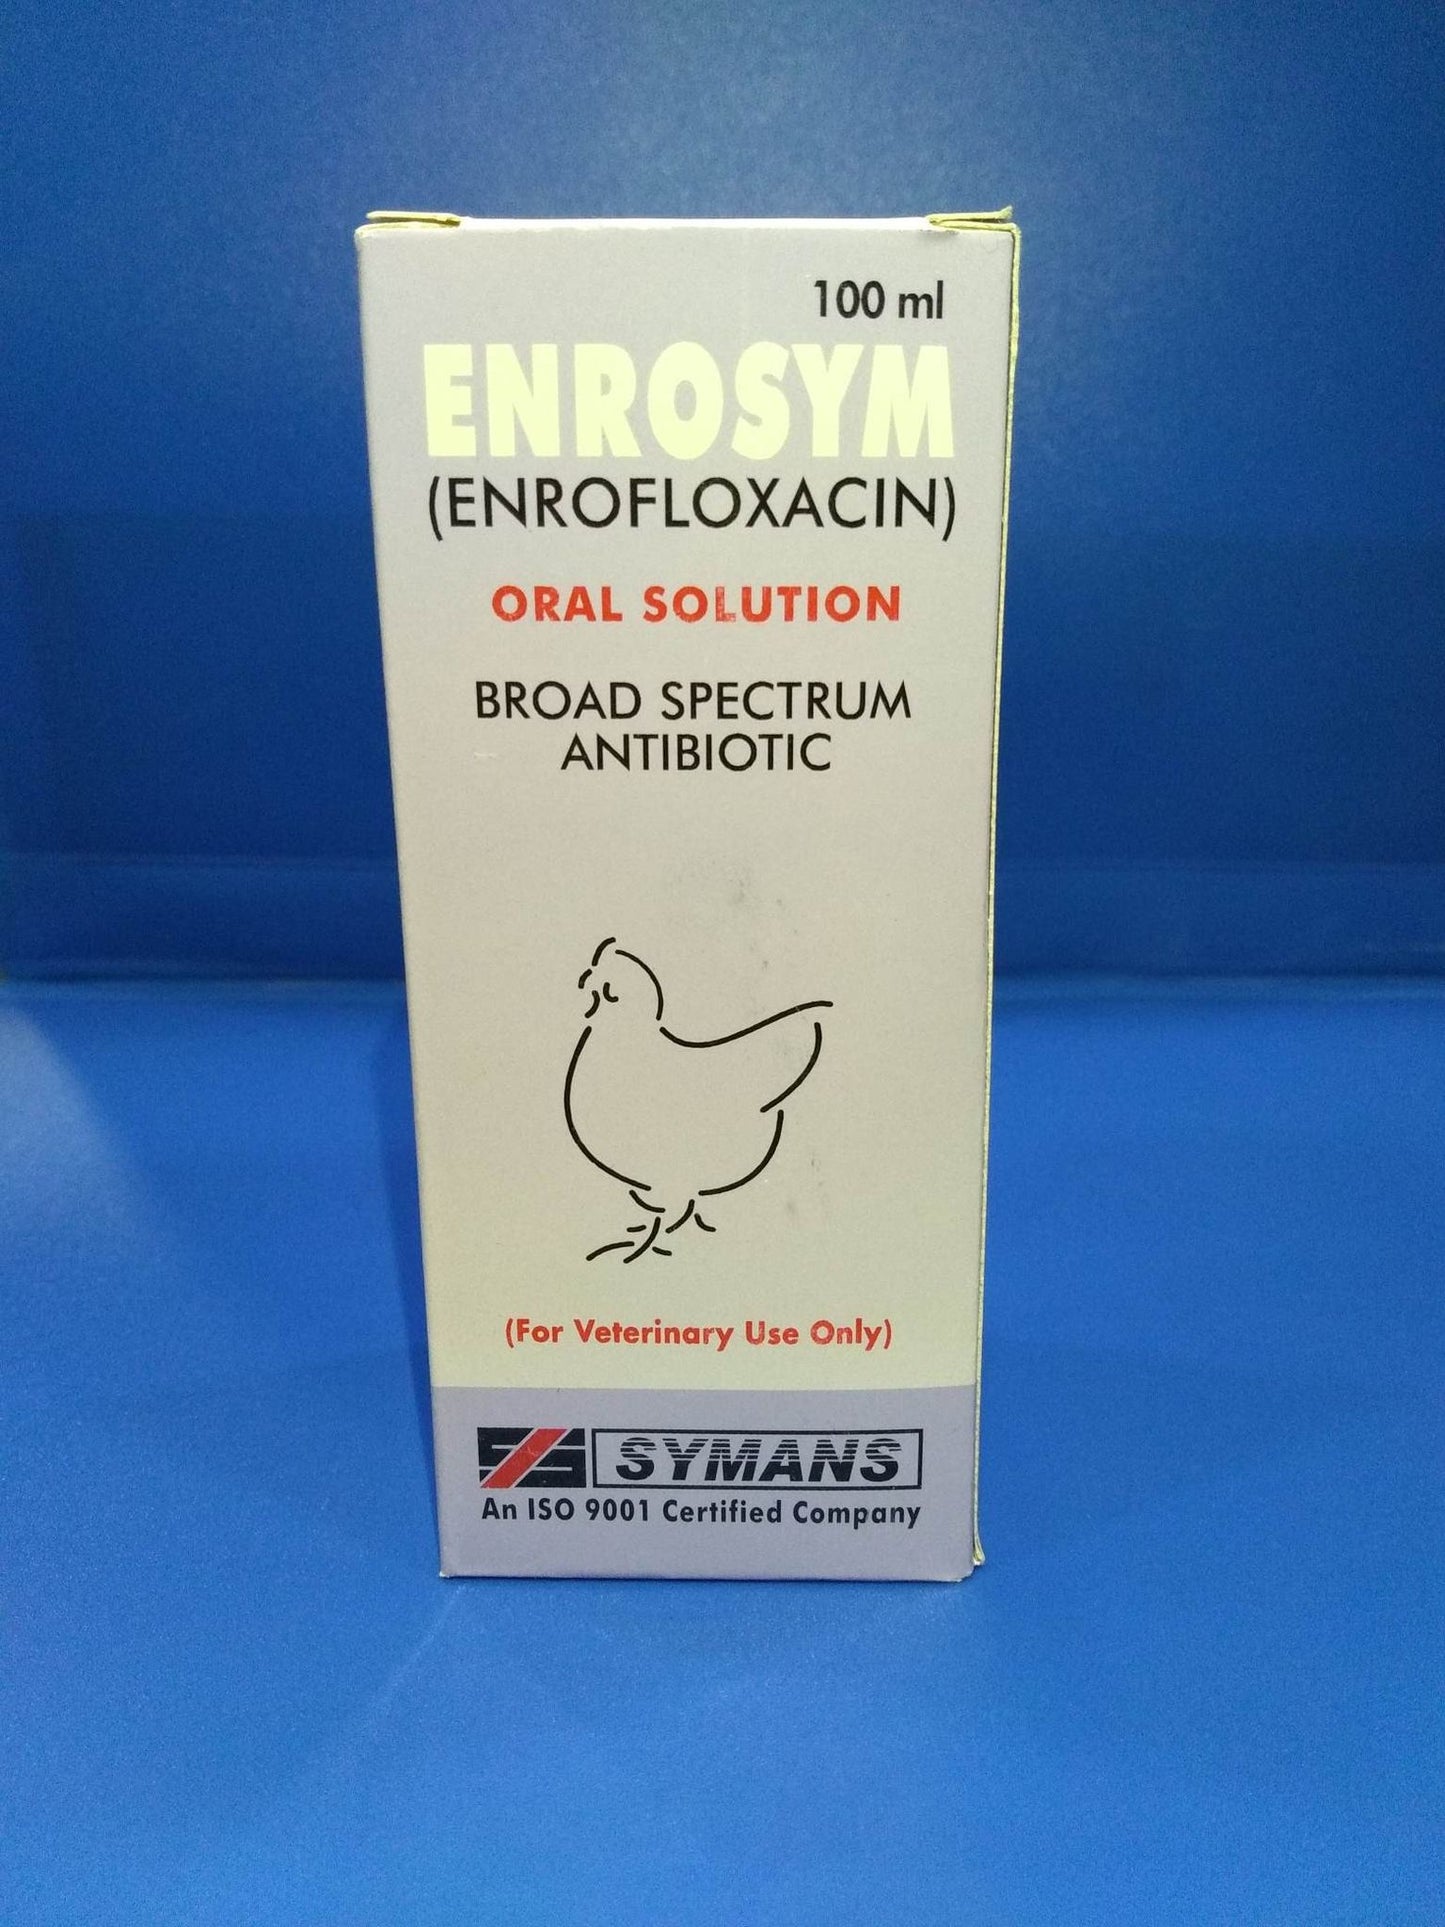 100 ml
ENROSYM
(ENROFLOXACIN)
ORAL SOLUTION
BROAD SPECTRUM
ANTIBIOTIC
(For Veterinary Use Only)
SYMANS
An ISO 9001 Certified Company